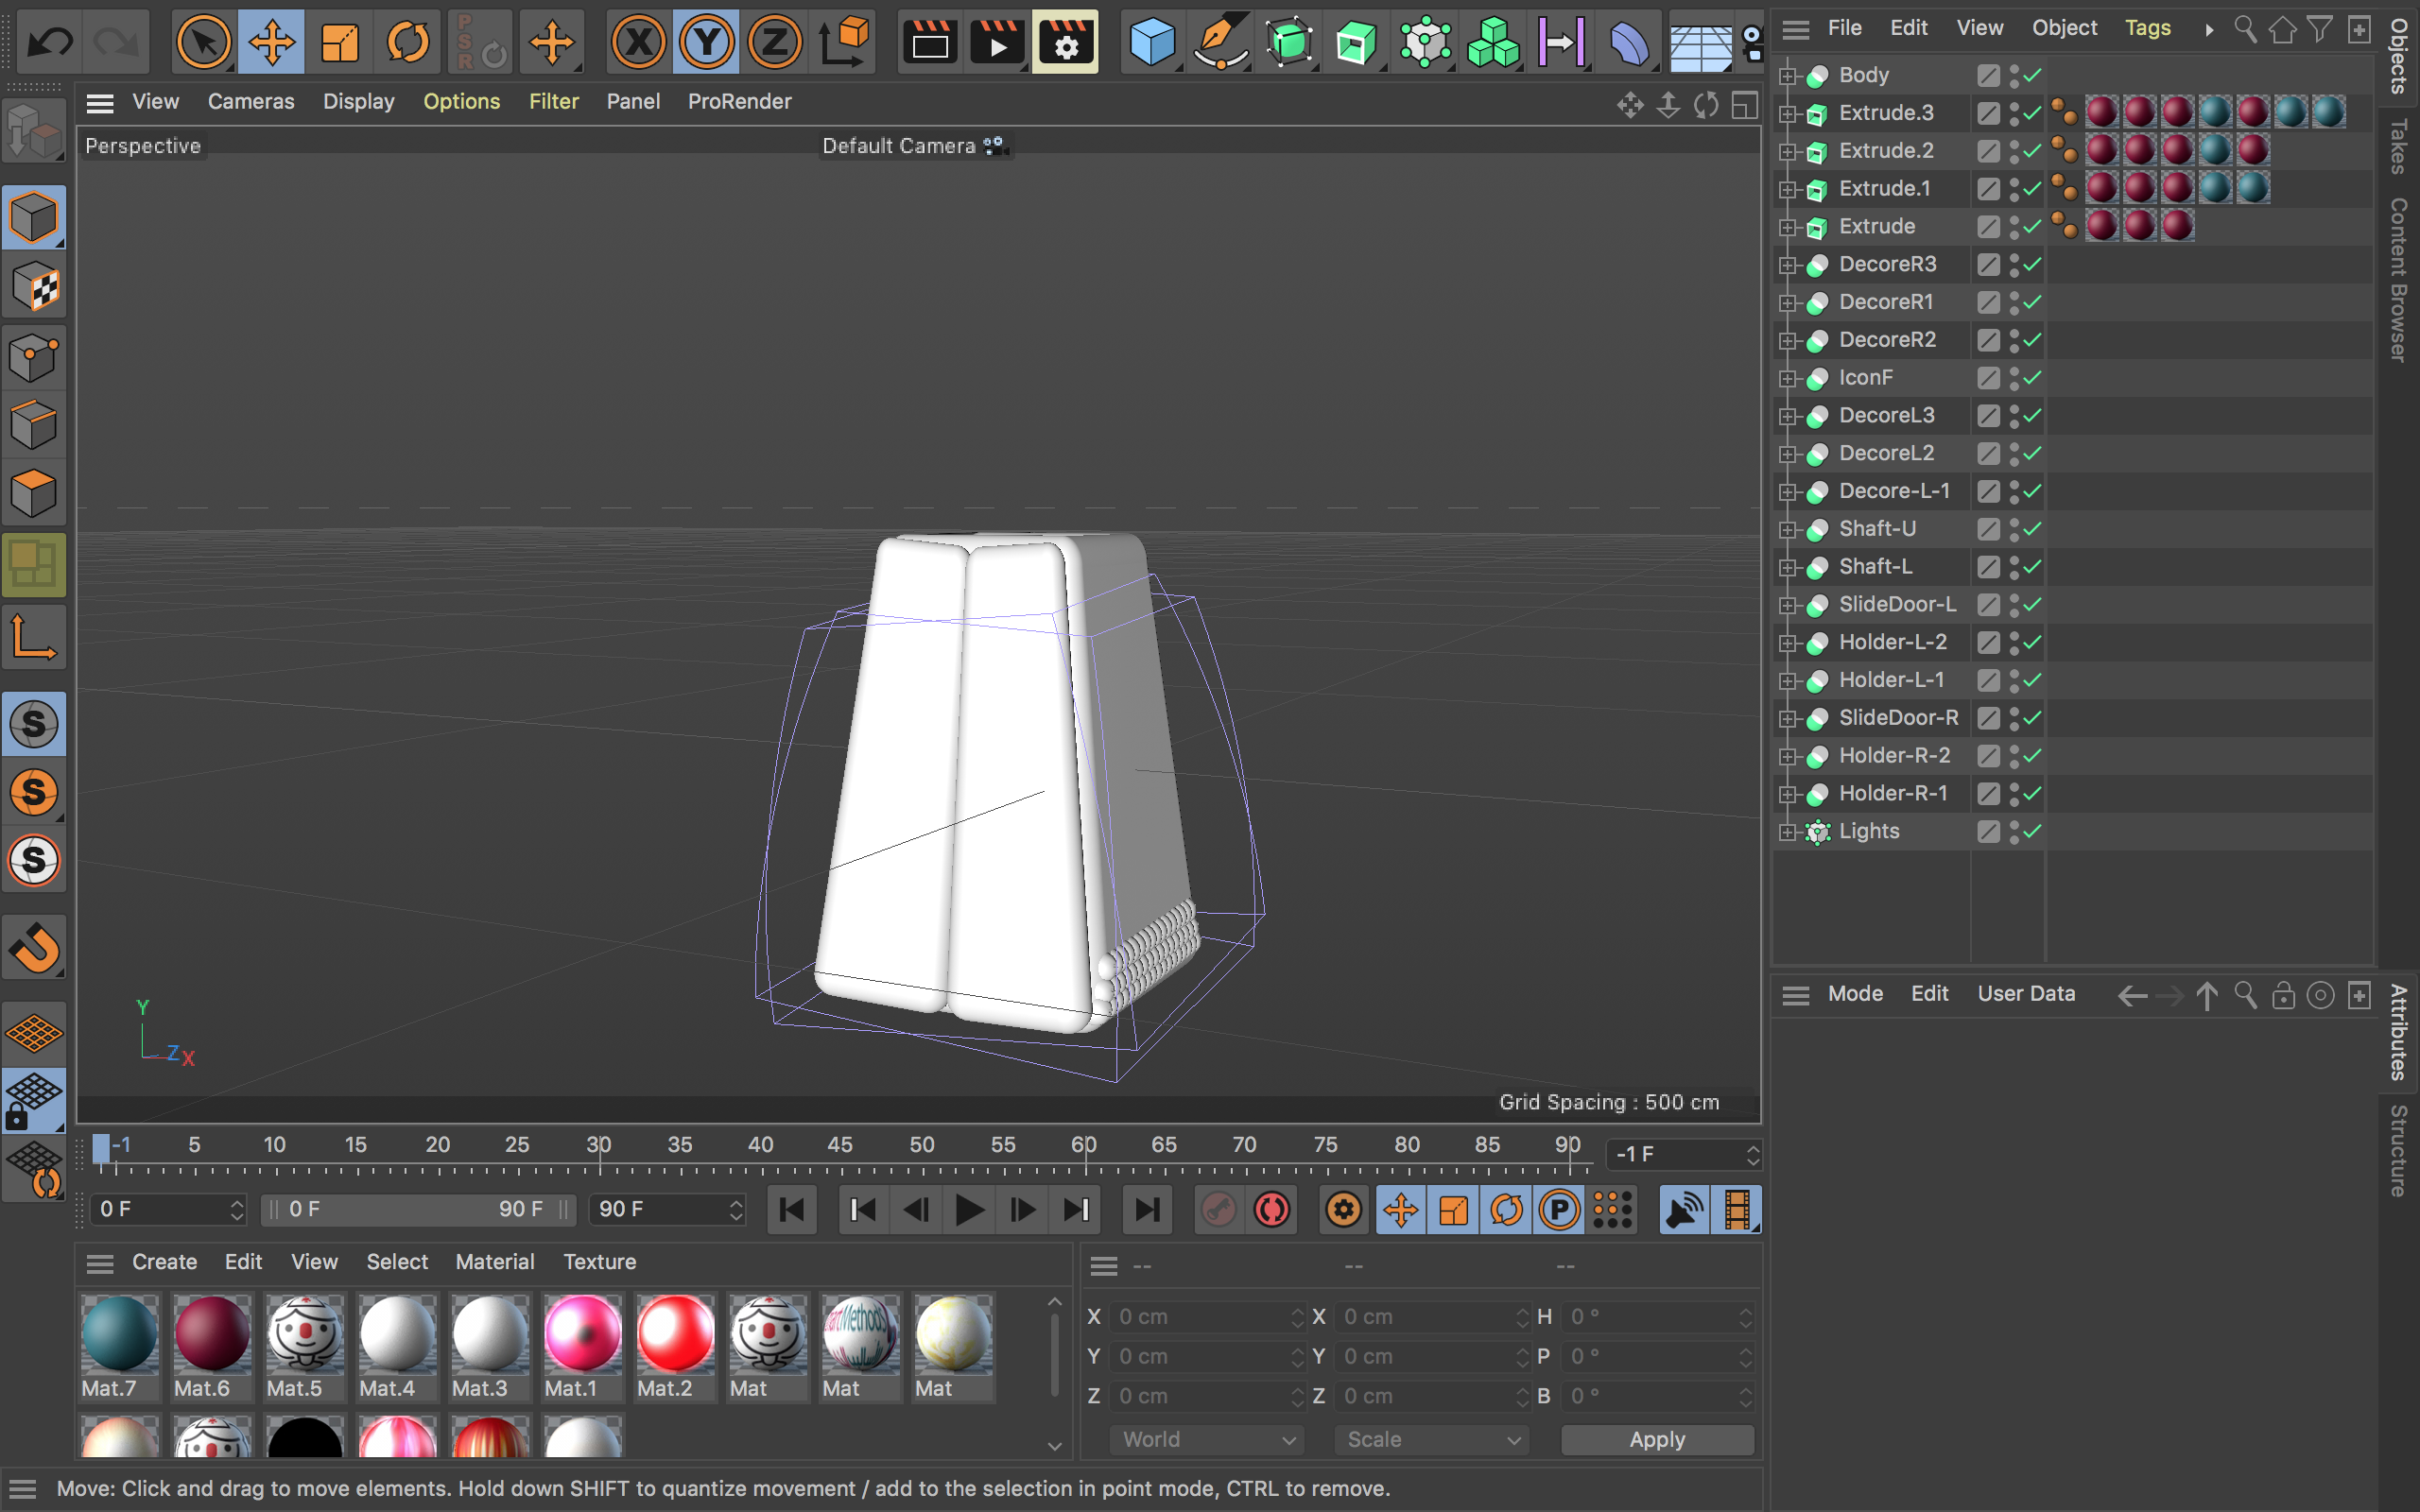 P
S
R
X
Y
Z
File Edit View Object Tags
View Cameras Display Options Filter Panel ProRender
Perspective
Default Camera
Body
Extrude.3
Extrude.2
Extrude.1
Extrude
DecoreR3
DecoreR1
DecoreR2
IconF
DecoreL3
DecoreL2
Decore-L-1
Shaft-U
Shaft-L
SlideDoor-L
Holder-L-2
Holder-L-1
SlideDoor-R
Holder-R-2
Holder-R-1
Lights
Objects
Takes
Content Browser
S
S
S
Y
Z X
Grid Spacing : 500 cm
Mode Edit User Data
Attributes
Structure
-1 5 10 15 20 25 30 35 40 45 50 55 60 65 70 75 80 85 90 -1 F
0 F 0 F 90 F 90 F P
Create Edit View Select Material Texture
-- -- --
Mat.7 Mat.6 Mat.5 Mat.4 Mat.3 Mat.1 Mat.2 Mat Mat Mat
X 0 cm X 0 cm H 0 °
Y 0 cm Y 0 cm P 0 °
Z 0 cm Z 0 cm B 0 °
World Scale Apply
Move: Click and drag to move elements. Hold down SHIFT to quantize movement / add to the selection in point mode, CTRL to remove.